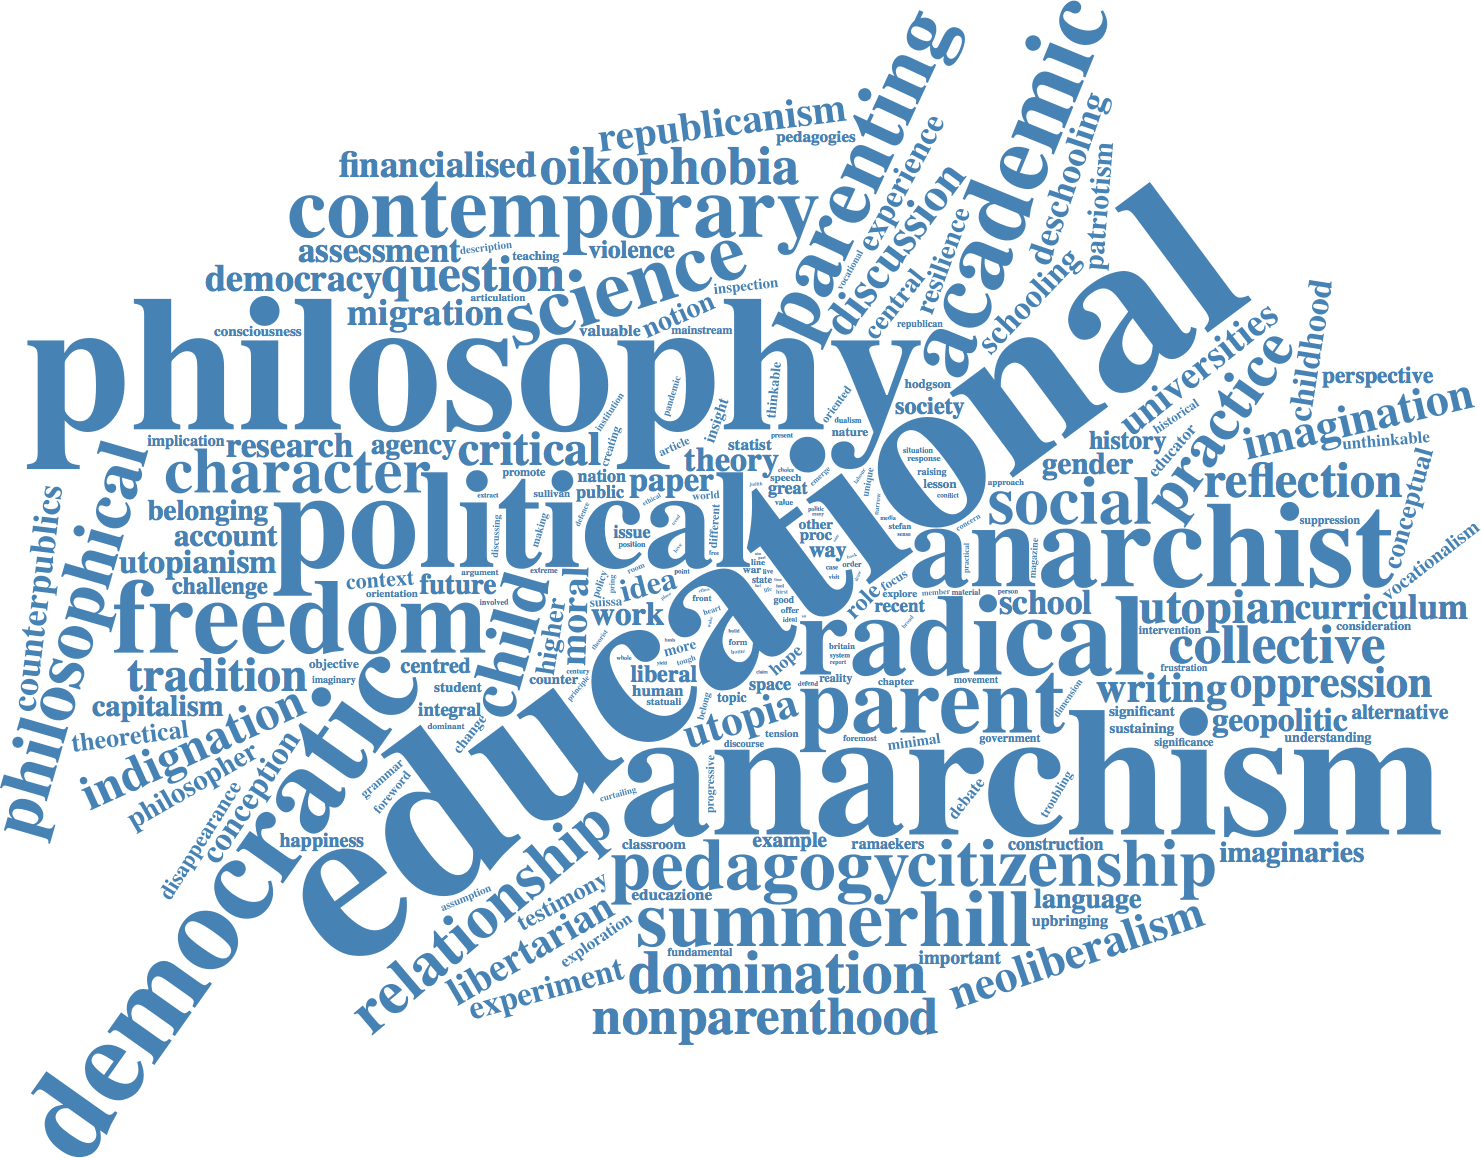 republicanism
pedagogies
parenting
academic
financialised
oikophobia
experience
deschooling
contemporary
discussion
patriotism
assessment
description
teaching
violence
science
vocational
central
resilience
schooling
democracy
question
articulation
inspection
migration
valuable
notion
mainstream
republican
consciousness
philosophy
educational
universities
childhood
hodgson
practice
perspective
imagination
unthinkable
society
historical
educator
history
gender
pandemic
thinkable
oriented
institution
creating
insight
dualism
nature
implication
research
agency
critical
article
statist
present
theory
situation
response
raising
lesson
conflict
approach
character
promote
nation
paper
choice
speech
great
value
emerge
unique
social
reflection
conceptual
extract
sullivan
public
ethical
world
political
belonging
account
utopianism
challenge
counterpublics
philosophical
discussing
making
defence
issue
position
different
other
proc
way
stefan
sense
media
concern
anarchist
practical
magazine
suppression
vocationalism
context
orientation
future
argument
extreme
involved
policy
suissa
idea
room
point
front
line
war
live
state
life
good
offer
ideal
case
visit
order
role
focus
explore
recent
member
material
person
school
utopian
curriculum
consideration
intervention
freedom
child
higher
moral
work
heart
radical
collective
frustration
tradition
objective
imaginary
centred
student
integral
dominant
counter
century
principle
theorist
whole
more
tough
form
liberal
human
statuali
belong
topic
space
hope
claim
defend
britain
system
report
reality
chapter
movement
writing
oppression
capitalism
theoretical
indignation
philosopher
conception
disappearance
democratic
change
grammar
foreword
happiness
utopia
tension
discourse
parent
foremost
minimal
government
dimension
significant
sustaining
significance
geopolitic
alternative
understanding
anarchism
progressive
curtailing
debate
troubling
relationship
classroom
example
ramaekers
construction
imaginaries
pedagogy
citizenship
assumption
testimony
educazione
language
upbringing
libertarian
exploration
summerhill
fundamental
important
neoliberalism
experiment
domination
nonparenthood